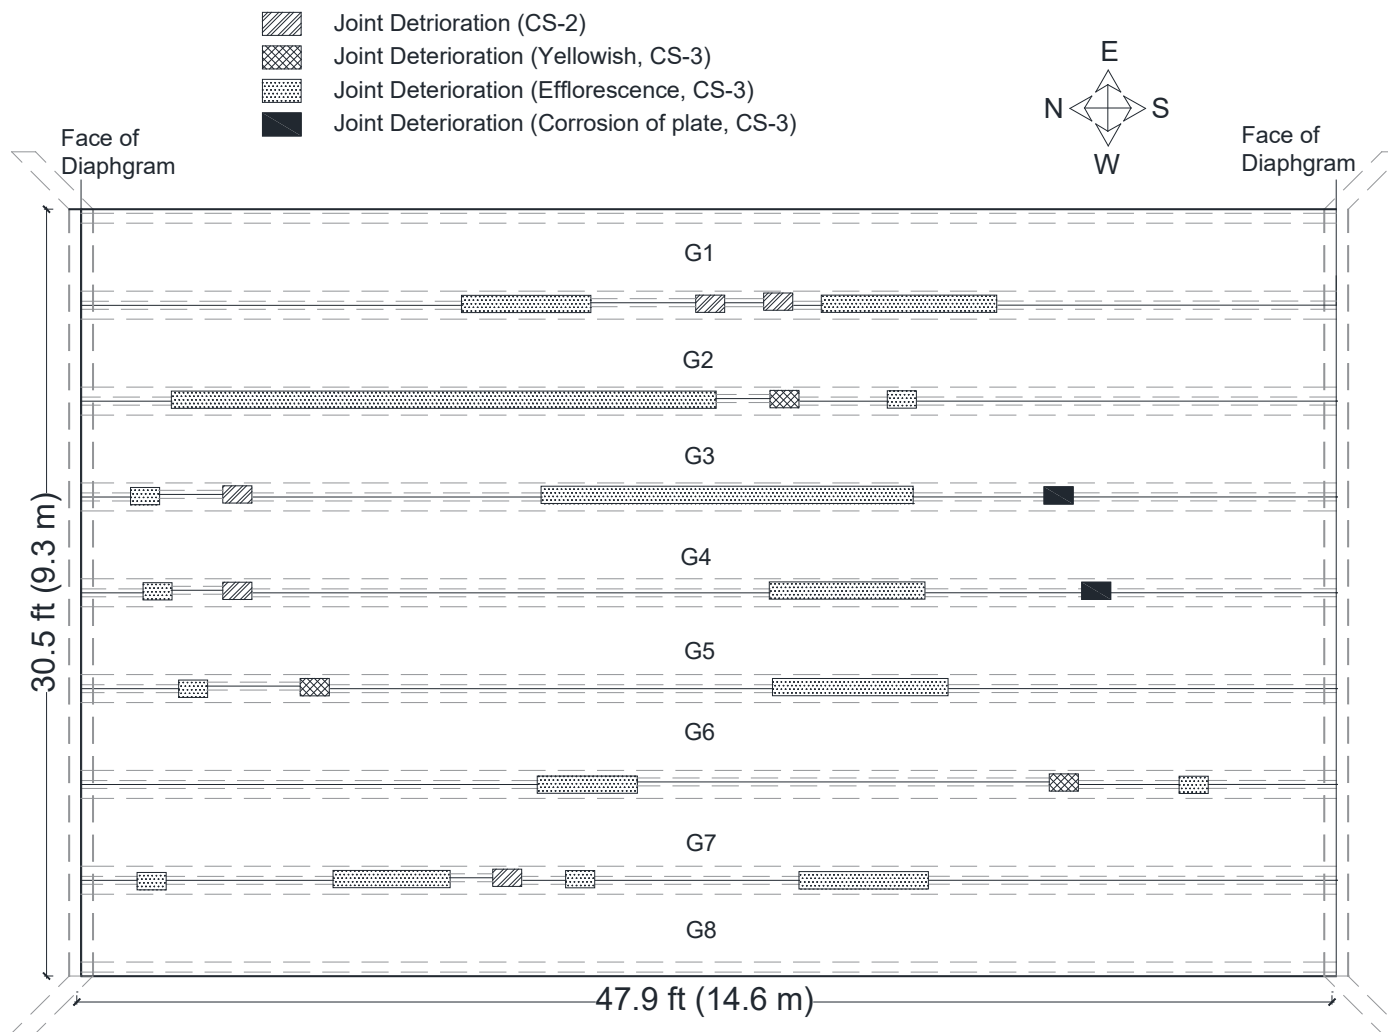 Joint Detrioration (CS-2)
Joint Deterioration (Yellowish, CS-3)
Joint Deterioration (Efflorescence, CS-3)
Joint Deterioration (Corrosion of plate, CS-3)
E
N
S
W
Face of
Diaphgram
Face of
Diaphgram
G1
G2
G3
G4
G5
G6
G7
G8
30.5 ft (9.3 m)
47.9 ft (14.6 m)